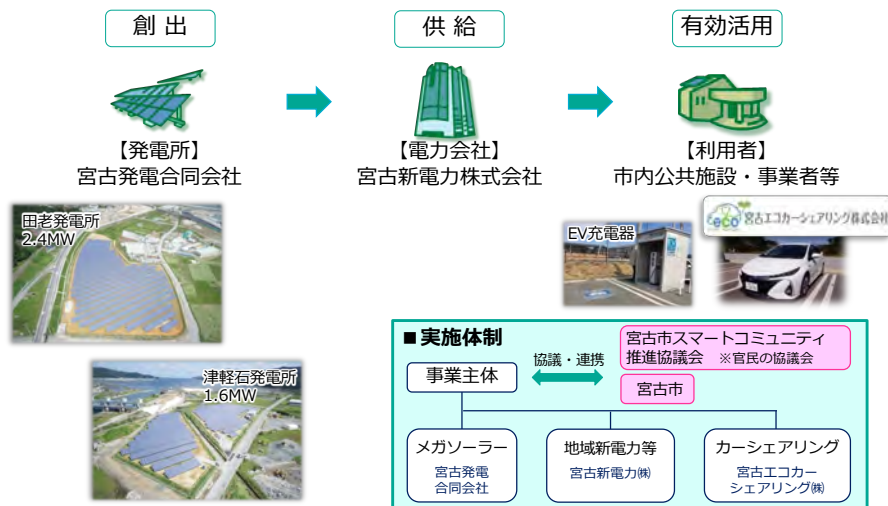 創 出
供 給
有効活用
【発電所】
宮古発電合同会社
【電力会社】
宮古新電力株式会社
【利用者】
市内公共施設・事業者等
田老発電所
2.4MW
津軽石発電所
1.6MW
EV充電器
eco 宮古エコカーシェアリング株式会社
■実施体制
事業主体
協議・連携
宮古市スマートコミュニティ
推進協議会 ※官民の協議会
宮古市
メガソーラー
宮古発電
合同会社
地域新電力等
宮古新電力㈱
カーシェアリング
宮古エコカー
シェアリング㈱